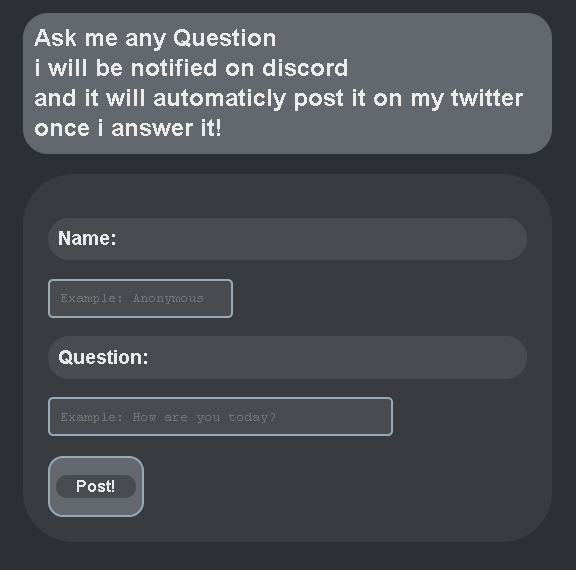 Ask me any Question
i will be notified on discord
and it will automaticly post it on my twitter
once i answer it!
Name:
Example: Anonymous
Question:
Example: How are you today?
Post!